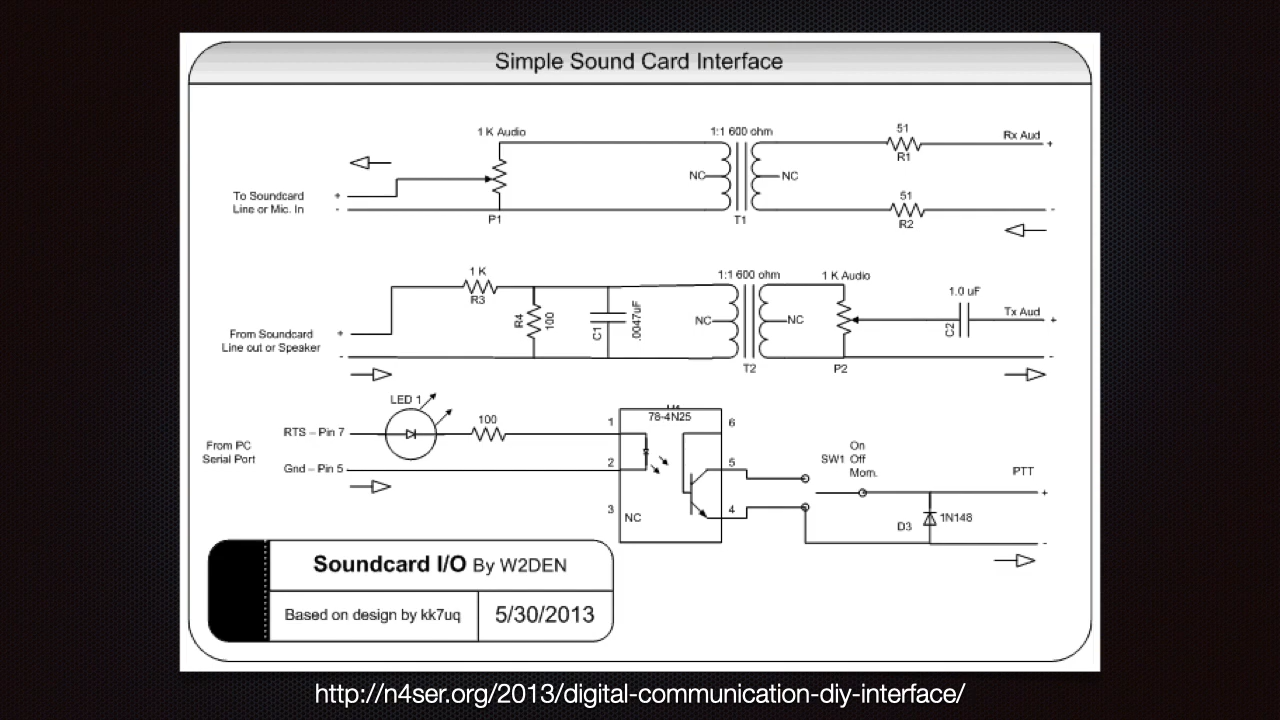 Simple Sound Card Interface
1 K Audio
1:1 600 ohm
51
Rx Aud
+
R1
NC
NC
To Soundcard
Line or Mic. In
+
-
51
-
P1
T1
R2
1 K
1:1 600 ohm
1 K Audio
R3
1.0 uF
R4
100
C1
.0047uF
NC
NC
C2
Tx Aud
+
From Soundcard
Line out or Speaker
+
-
-
T2
P2
LED 1
100
78-4N25
1
6
RTS – Pin 7
From PC
Serial Port
Gnd – Pin 5
2
5
SW1
On
Off
Mom.
PTT
+
3
NC
4
D3
1N148
-
Soundcard I/O By W2DEN
Based on design by kk7uq
5/30/2013
http://n4ser.org/2013/digital-communication-diy-interface/